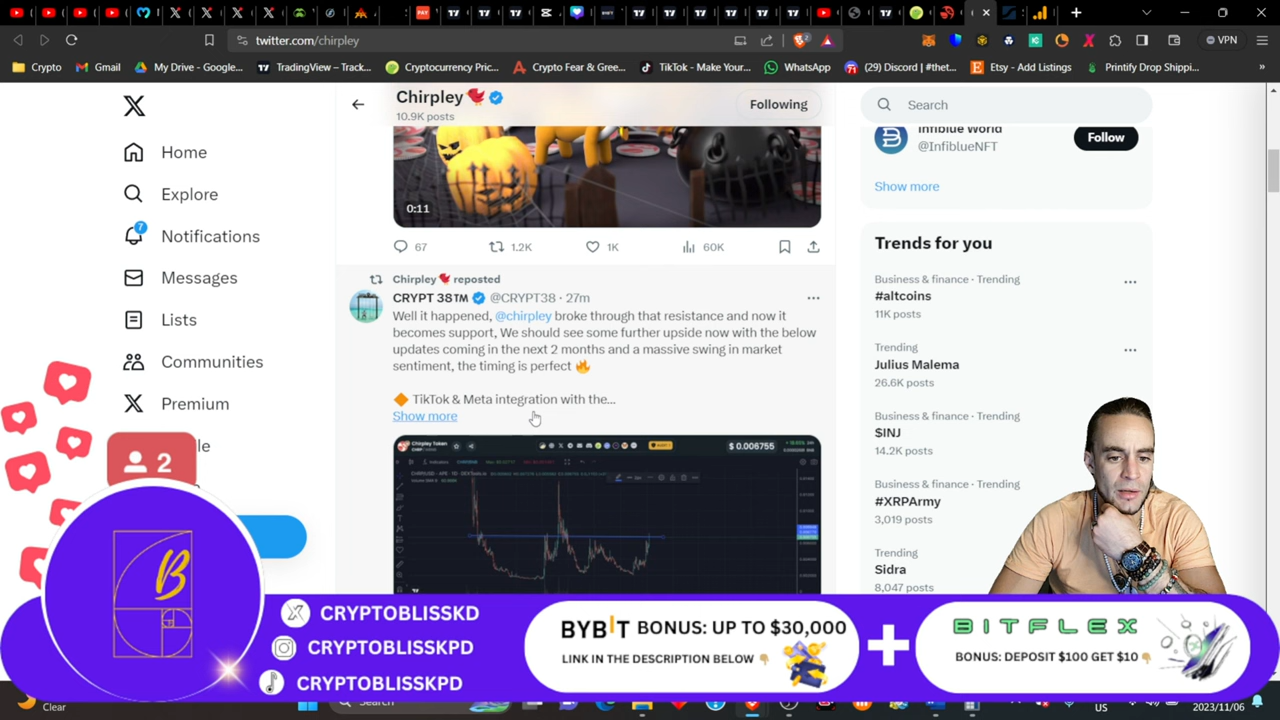 twitter.com/chirpley
VPN
Crypto
Gmail
My Drive - Google...
TradingView – Track...
Cryptocurrency Pric...
Crypto Fear & Gree...
TikTok - Make Your...
WhatsApp
(29) Discord | #thet...
Etsy - Add Listings
Printify Drop Shippi...
Chirpley
10.9K posts
Following
Search
Home
Explore
7
Notifications
Messages
Lists
Communities
Premium
0:11
67
1.2K
1K
60K
Chirpley reposted
CRYPT 38™ @CRYPT38 · 27m
Well it happened, @chirpley broke through that resistance and now it
becomes support, We should see some further upside now with the below
updates coming in the next 2 months and a massive swing in market
sentiment, the timing is perfect
TikTok & Meta integration with the...
Show more
Chirpley Token
$ 0.006755
Infiblue World
@InfiblueNFT
Follow
Show more
Trends for you
Business & finance · Trending
#altcoins
11K posts
Trending
Julius Malema
26.6K posts
Business & finance · Trending
$INJ
14.2K posts
Business & finance · Trending
#XRPArmy
3,019 posts
Trending
Sidra
8,047 posts
2
B
CRYPTOBLISSKD
CRYPTOBLISSKPD
CRYPTOBLISSKPD
BYBIT BONUS: UP TO $30,000
LINK IN THE DESCRIPTION BELOW
BITFLEX
BONUS: DEPOSIT $100 GET $10
Clear
Search
US
2023/11/06